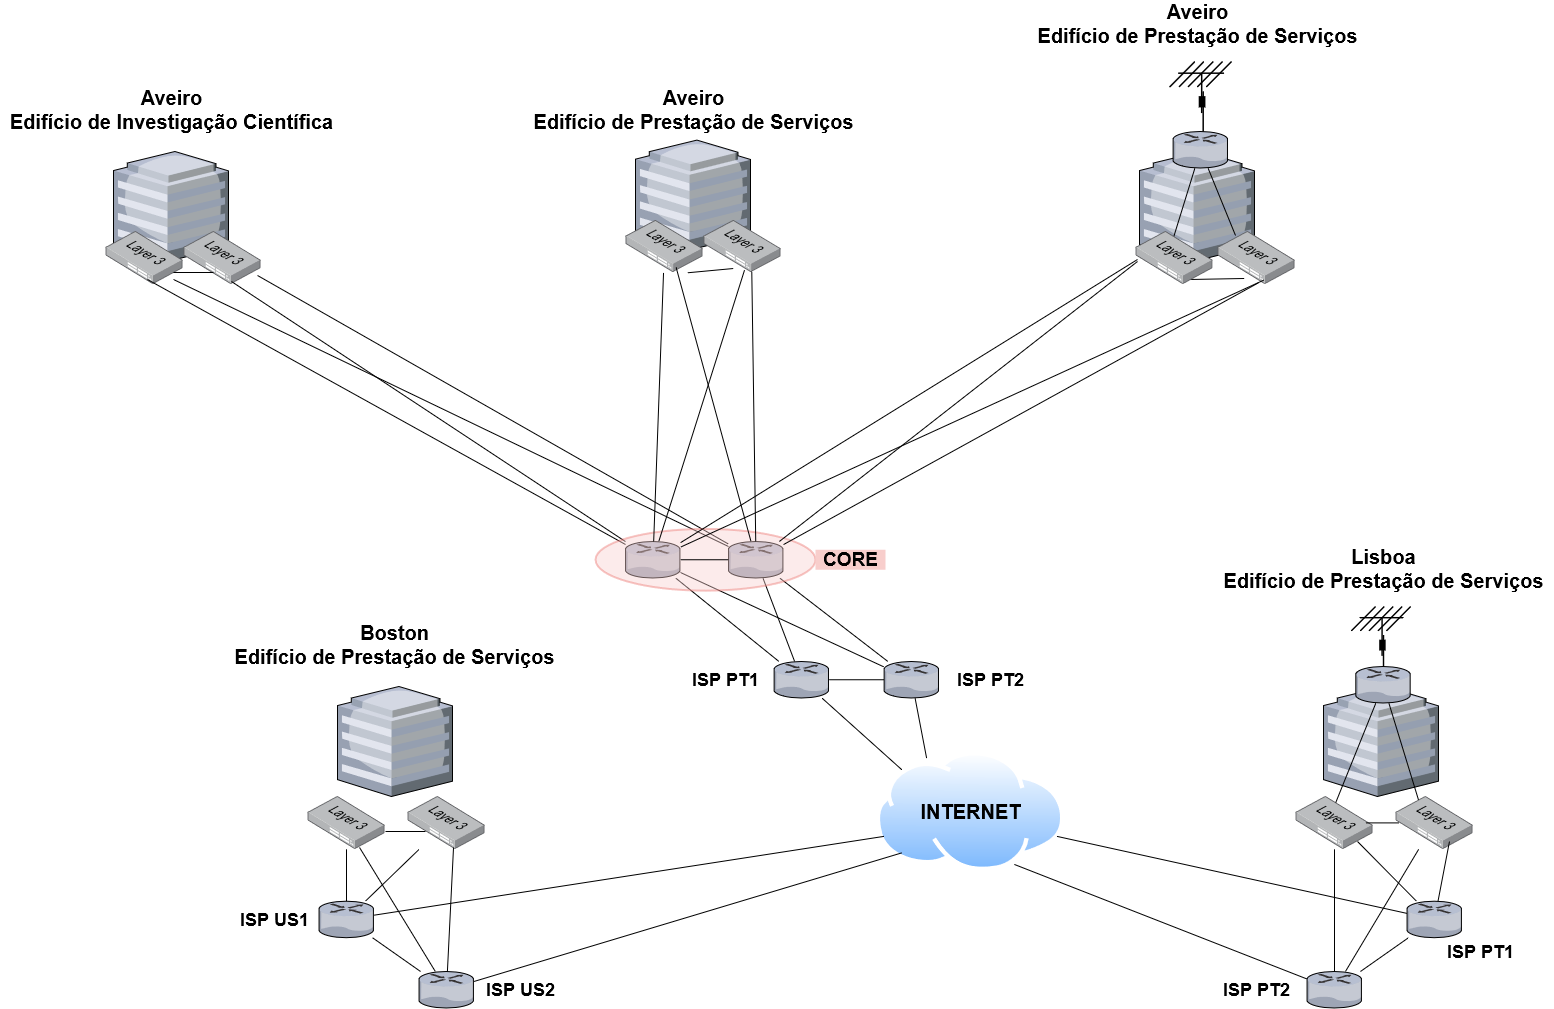 Aveiro
Edifício de Prestação de Serviços
Aveiro
Edifício de Investigação Científica
Aveiro
Edifício de Prestação de Serviços
Layer 3
Layer 3
Layer 3
Layer 3
Layer 3
Layer 3
CORE
Lisboa
Edifício de Prestação de Serviços
Boston
Edifício de Prestação de Serviços
ISP PT1
ISP PT2
INTERNET
Layer 3
Layer 3
Layer 3
Layer 3
ISP US1
ISP PT1
ISP US2
ISP PT2